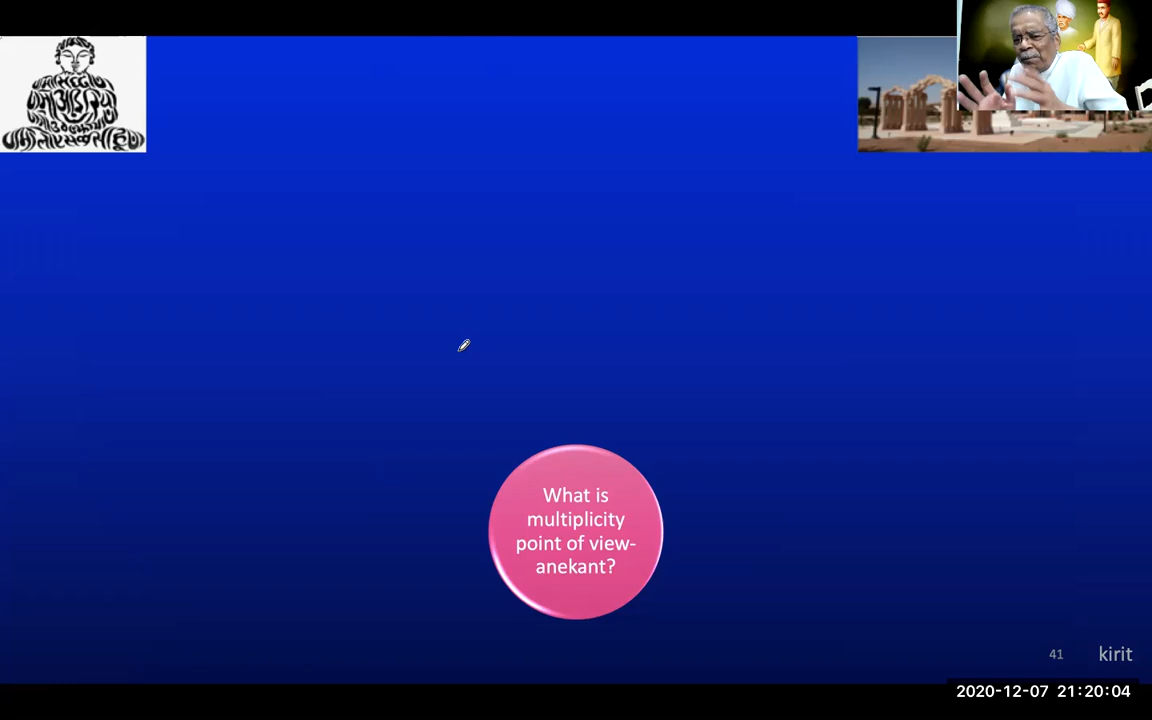 What is
multiplicity
point of view-
anekant?
41
kirit
2020-12-07 21:20:04